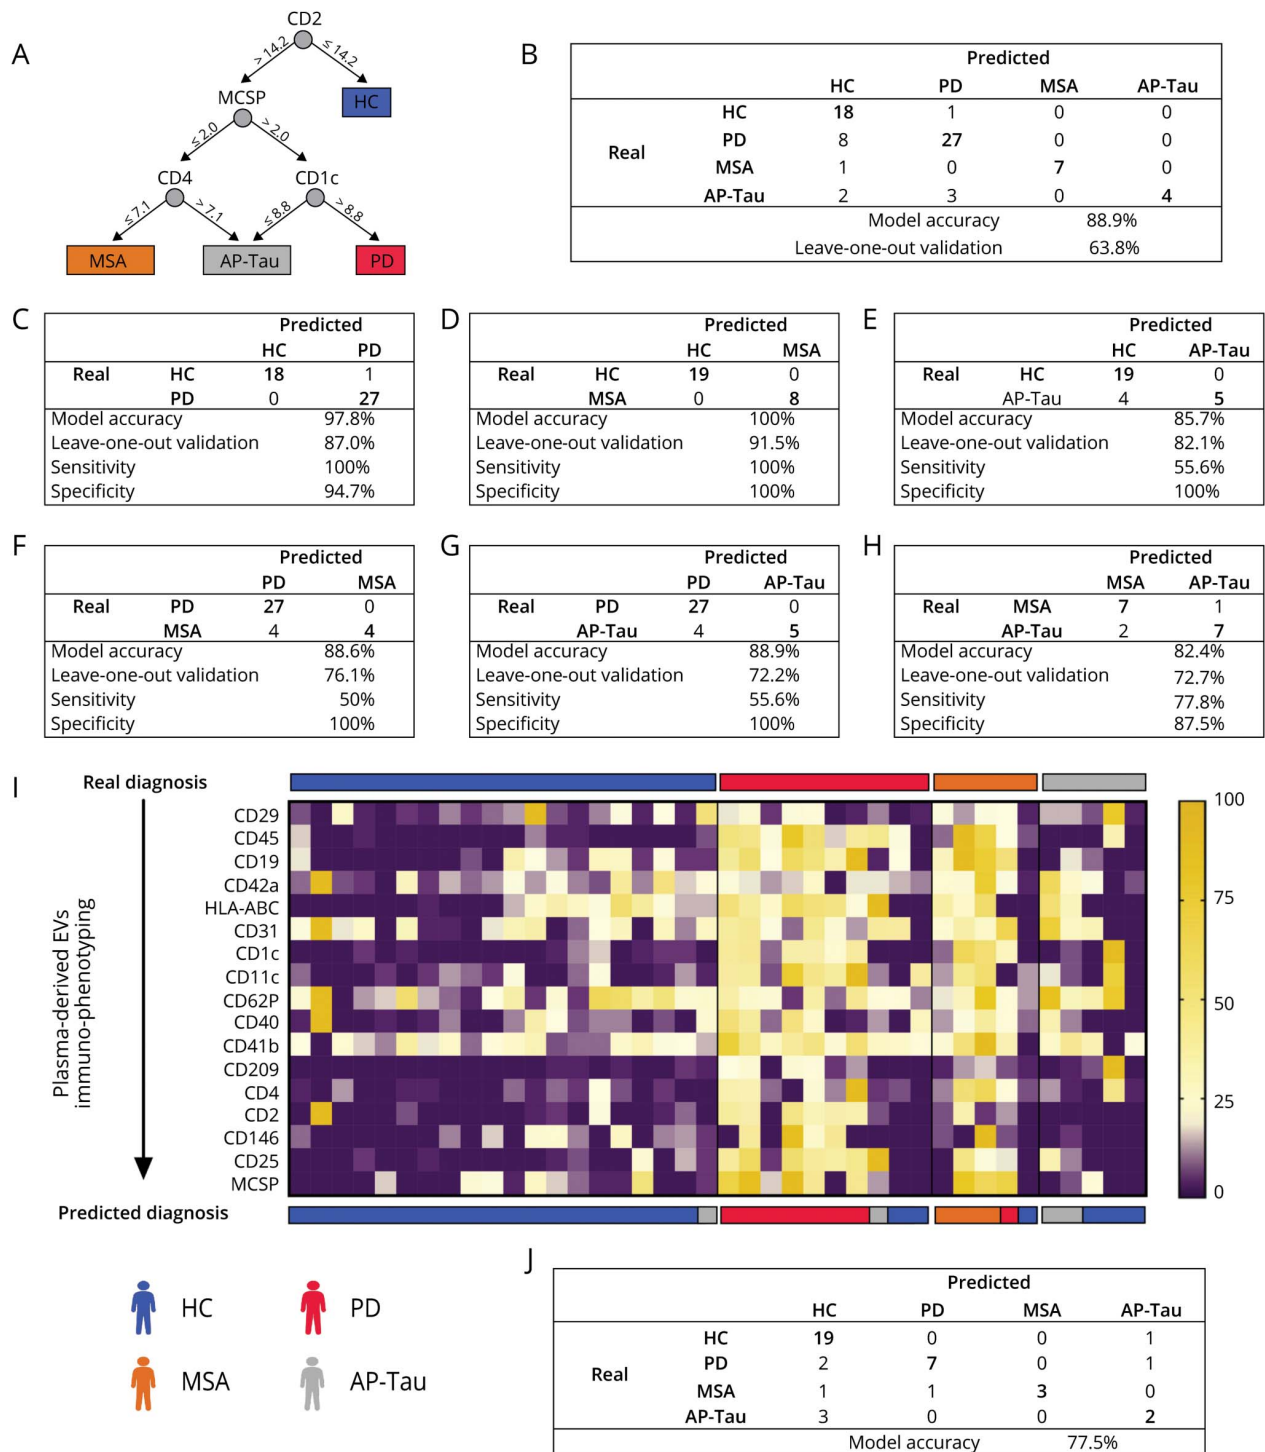 A
CD2
> 14.2
≤ 14.2
MCSP
HC
≤ 2.0
> 2.0
CD4
CD1c
≤ 7.1
> 7.1
≤ 8.8
> 8.8
MSA
AP-Tau
PD
B
Predicted
HC PD MSA AP-Tau
HC 18 1 0 0
Real PD 8 27 0 0
MSA 1 0 7 0
AP-Tau 2 3 0 4
Model accuracy 88.9%
Leave-one-out validation 63.8%
C
Predicted
HC PD
Real HC 18 1
PD 0 27
Model accuracy 97.8%
Leave-one-out validation 87.0%
Sensitivity 100%
Specificity 94.7%
D
Predicted
HC MSA
Real HC 19 0
MSA 0 8
Model accuracy 100%
Leave-one-out validation 91.5%
Sensitivity 100%
Specificity 100%
E
Predicted
HC AP-Tau
Real HC 19 0
AP-Tau 4 5
Model accuracy 85.7%
Leave-one-out validation 82.1%
Sensitivity 55.6%
Specificity 100%
F
Predicted
PD MSA
Real PD 27 0
MSA 4 4
Model accuracy 88.6%
Leave-one-out validation 76.1%
Sensitivity 50%
Specificity 100%
G
Predicted
PD AP-Tau
Real PD 27 0
AP-Tau 4 5
Model accuracy 88.9%
Leave-one-out validation 72.2%
Sensitivity 55.6%
Specificity 100%
H
Predicted
MSA AP-Tau
Real MSA 7 1
AP-Tau 2 7
Model accuracy 82.4%
Leave-one-out validation 72.7%
Sensitivity 77.8%
Specificity 87.5%
I
Real diagnosis
Plasma-derived EVs
immuno-phenotyping
CD29
CD45
CD19
CD42a
HLA-ABC
CD31
CD1c
CD11c
CD62P
CD40
CD41b
CD209
CD4
CD2
CD146
CD25
MCSP
Predicted diagnosis
100
75
50
25
0
HC
PD
MSA
AP-Tau
J
Predicted
HC PD MSA AP-Tau
HC 19 0 0 1
Real PD 2 7 0 1
MSA 1 1 3 0
AP-Tau 3 0 0 2
Model accuracy 77.5%